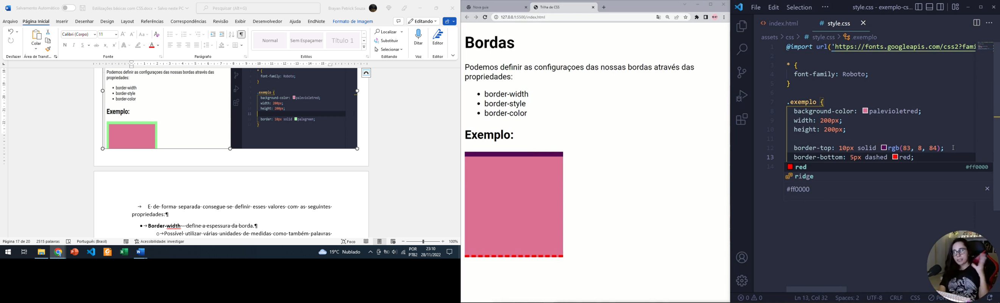 Salvamento Automático
Estilizações básicas com CSS.docx • Salvo neste PC
Pesquisar (Alt+G)
Brayan Petrick Souza
Arquivo
Página Inicial
Inserir
Desenhar
Design
Layout
Referências
Correspondências
Revisão
Exibir
Desenvolvedor
Ajuda
EndNote
Formato de Imagem
Editando
Colar
Calibri (Corpo)
11
Normal
Sem Espaçamer
Título 1
Localizar
Substituir
Selecionar
Ditar
Editor
Desfazer
Área de Transf...
Fonte
Parágrafo
Estilos
Editando
Voz
Editor
Podemos definir as configuraçoes das nossas bordas através das
propriedades:
• border-width
• border-style
• border-color
Exemplo:
* {
font-family: Roboto;
}
.exemplo {
background-color: palevioletred;
width: 200px;
height: 200px;
11
border: 10px solid palegreen;
}
→ E de forma separada consegue-se definir esses valores com as seguintes
propriedades:¶
•→Border-width – define a espessura da borda.¶
o→Possível utilizar várias unidades de medidas como também palavras
Página 17 de 20
2515 palavras
Português (Brasil)
Acessibilidade: investigar
Foco
100%
19°C Nublado
POR
PTB2
23:10
28/11/2022
Nova guia
Trilha de CSS
127.0.0.1:5500/index.html
Bordas
Podemos definir as configuraçoes das nossas bordas através das
propriedades:
• border-width
• border-style
• border-color
Exemplo:
File Edit Selection ···
style.css - exemplo-cs...
index.html
# style.css
assets > css > # style.css > .exemplo
1 @import url('https://fonts.googleapis.com/css2?fami
2
3 * {
4 font-family: Roboto;
5 }
6
7 .exemplo {
8 background-color: palevioletred;
9 width: 200px;
10 height: 200px;
11
12 border-top: 10px solid rgb(83, 8, 84);
13 border-bottom: 5px dashed red;
14
red #ff0000
ridge
#ff0000
0 0
Ln 13, Col 32
Spaces: 2
UTF-8
CRLF
CSS